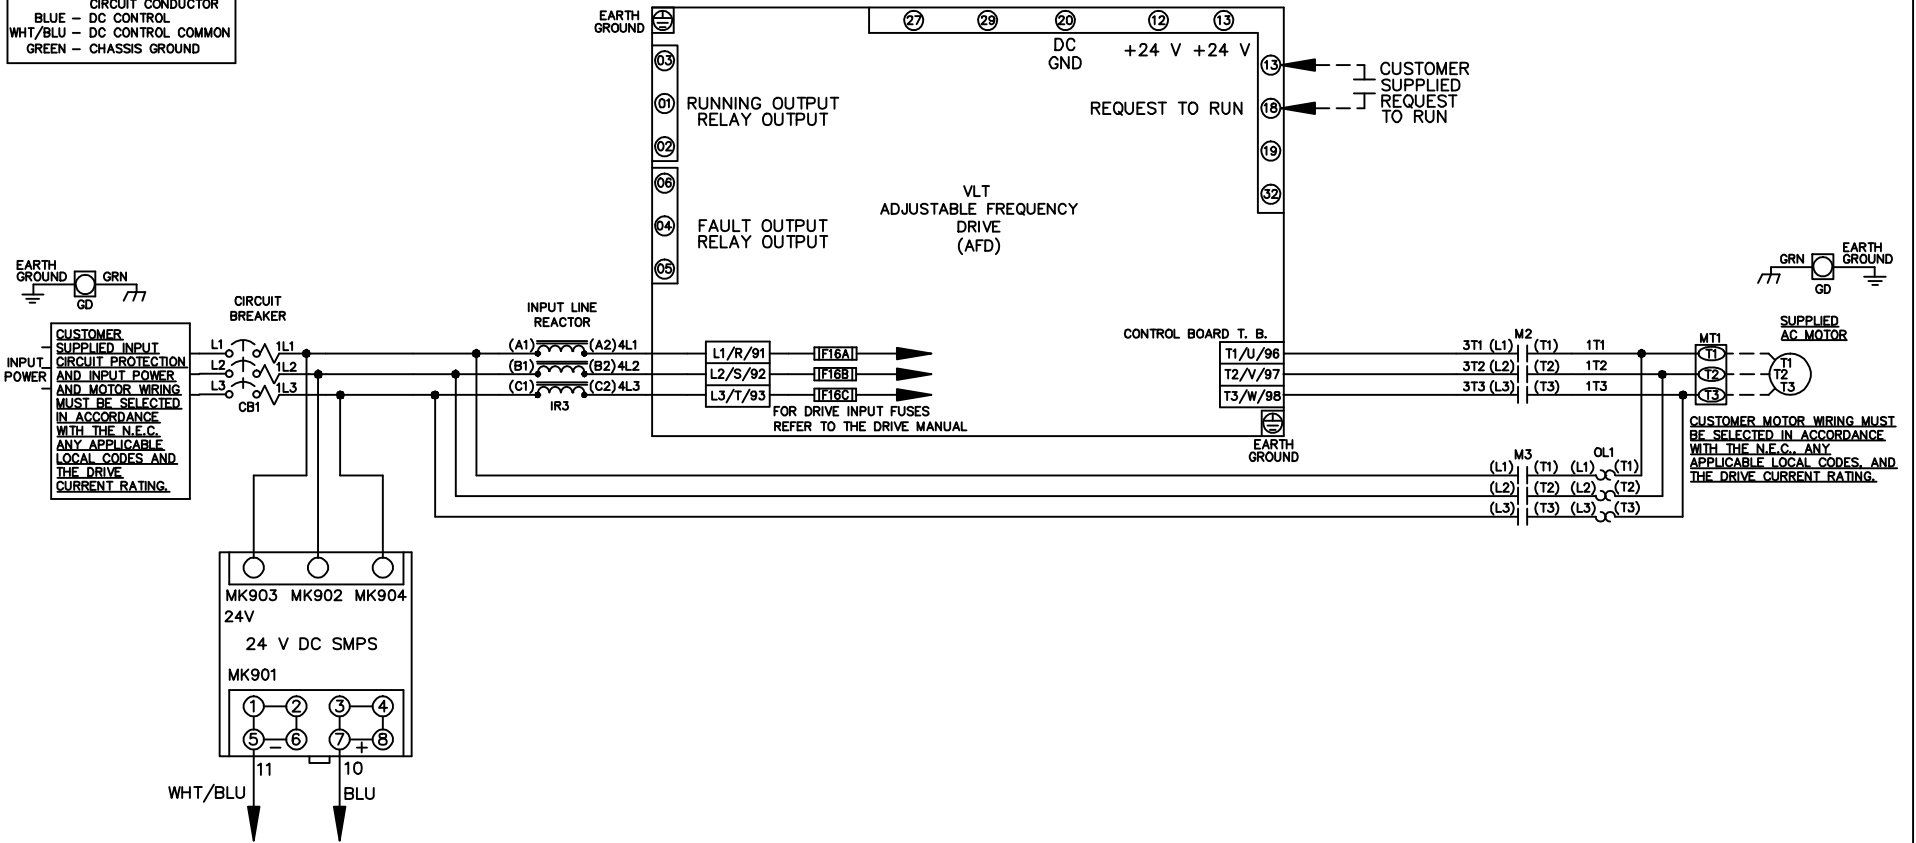 CIRCUIT CONDUCTOR
BLUE – DC CONTROL
WHT/BLU – DC CONTROL COMMON
GREEN – CHASSIS GROUND
EARTH
GROUND
27 29 20 12 13
DC
GND
+24 V +24 V
03
01
02
RUNNING OUTPUT
RELAY OUTPUT
06
04
05
FAULT OUTPUT
RELAY OUTPUT
13
18
19
32
REQUEST TO RUN
CUSTOMER
SUPPLIED
REQUEST
TO RUN
VLT
ADJUSTABLE FREQUENCY
DRIVE
(AFD)
EARTH
GROUND
GRN
GD
CIRCUIT
BREAKER
INPUT LINE
REACTOR
INPUT
POWER
CUSTOMER
SUPPLIED INPUT
CIRCUIT PROTECTION
AND INPUT POWER
AND MOTOR WIRING
MUST BE SELECTED
IN ACCORDANCE
WITH THE N.E.C.
ANY APPLICABLE
LOCAL CODES AND
THE DRIVE
CURRENT RATING.
L1 1L1
L2 1L2
L3 1L3
CB1
(A1) (A2) 4L1
(B1) (B2) 4L2
(C1) (C2) 4L3
IR3
L1/R/91 F16A
L2/S/92 F16B
L3/T/93 F16C
FOR DRIVE INPUT FUSES
REFER TO THE DRIVE MANUAL
CONTROL BOARD T. B.
T1/U/96
T2/V/97
T3/W/98
EARTH
GROUND
M2
3T1 (L1) (T1) 1T1
3T2 (L2) (T2) 1T2
3T3 (L3) (T3) 1T3
M3 OL1
(L1) (T1) (L1) (T1)
(L2) (T2) (L2) (T2)
(L3) (T3) (L3) (T3)
GRN
GD
EARTH
GROUND
MT1
T1
T2
T3
SUPPLIED
AC MOTOR
T1
T2
T3
CUSTOMER MOTOR WIRING MUST
BE SELECTED IN ACCORDANCE
WITH THE N.E.C., ANY
APPLICABLE LOCAL CODES, AND
THE DRIVE CURRENT RATING.
MK903 MK902 MK904
24V
24 V DC SMPS
MK901
1 2 3 4
5 – 6 7 + 8
11 10
WHT/BLU BLU